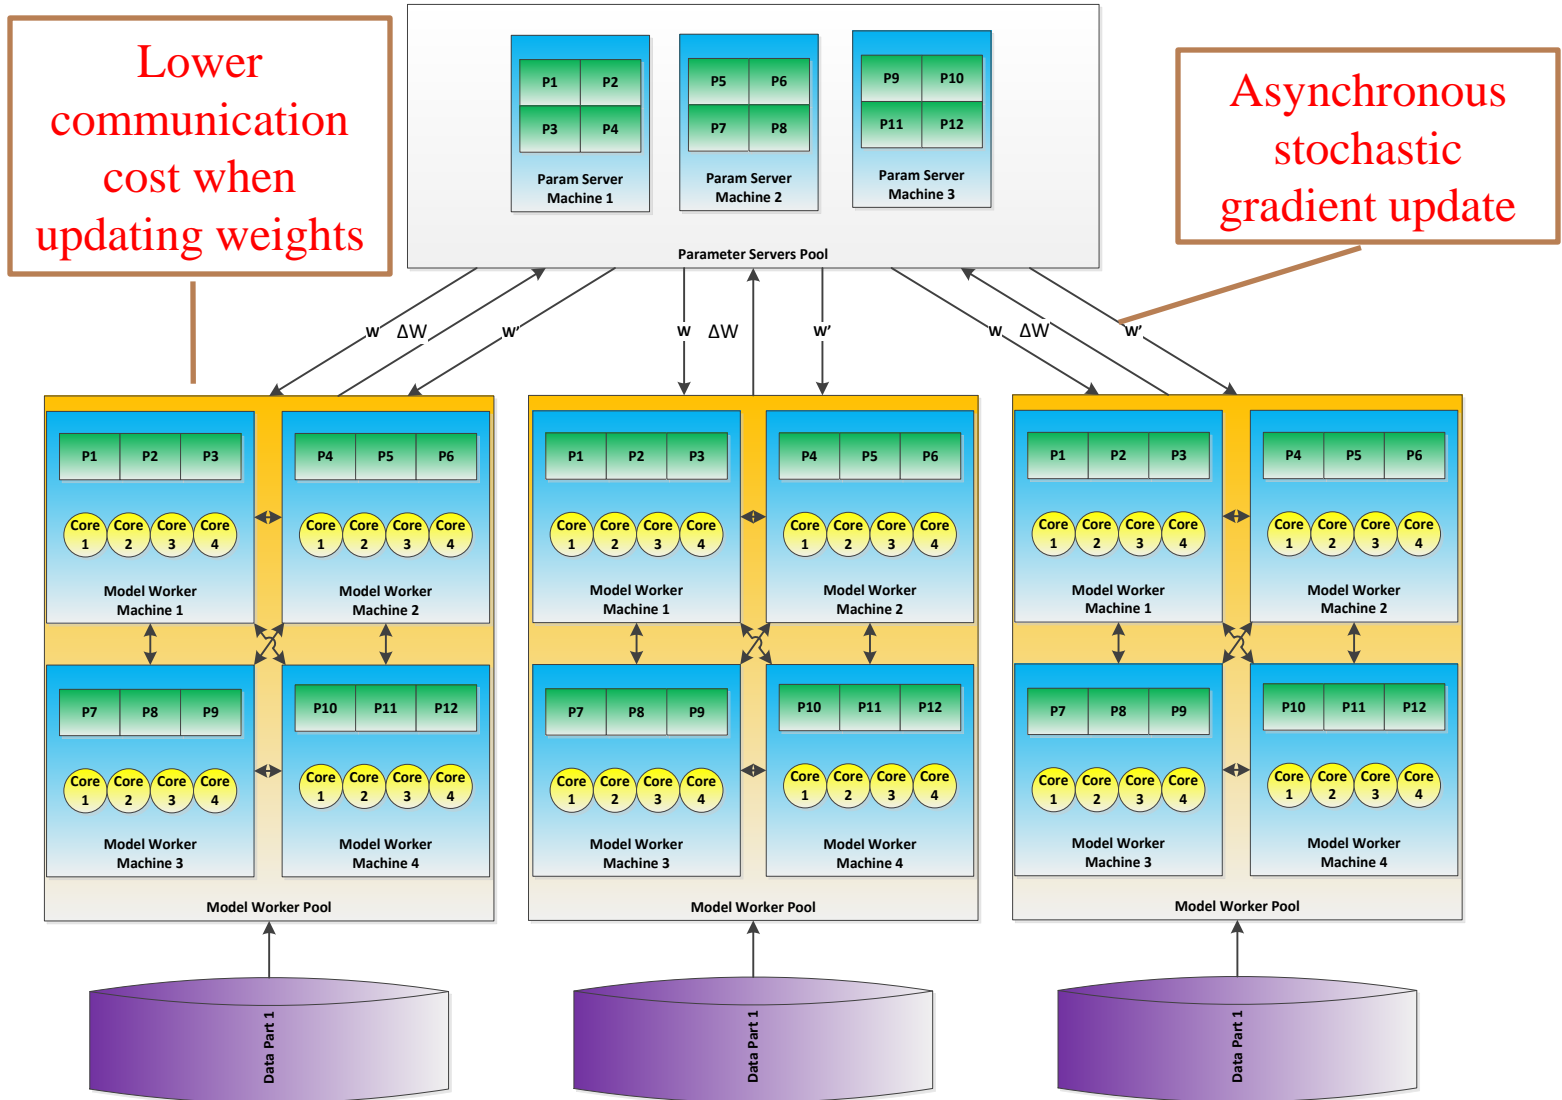 Lower
communication
cost when
updating weights
Asynchronous
stochastic
gradient update
P1 P2
P3 P4
Param Server
Machine 1
P5 P6
P7 P8
Param Server
Machine 2
P9 P10
P11 P12
Param Server
Machine 3
Parameter Servers Pool
W ΔW W'
W ΔW W'
W ΔW W'
P1 P2 P3
Core 1 Core 2 Core 3 Core 4
Model Worker
Machine 1
P4 P5 P6
Core 1 Core 2 Core 3 Core 4
Model Worker
Machine 2
P7 P8 P9
Core 1 Core 2 Core 3 Core 4
Model Worker
Machine 3
P10 P11 P12
Core 1 Core 2 Core 3 Core 4
Model Worker
Machine 4
Model Worker Pool
P1 P2 P3
Core 1 Core 2 Core 3 Core 4
Model Worker
Machine 1
P4 P5 P6
Core 1 Core 2 Core 3 Core 4
Model Worker
Machine 2
P7 P8 P9
Core 1 Core 2 Core 3 Core 4
Model Worker
Machine 3
P10 P11 P12
Core 1 Core 2 Core 3 Core 4
Model Worker
Machine 4
Model Worker Pool
P1 P2 P3
Core 1 Core 2 Core 3 Core 4
Model Worker
Machine 1
P4 P5 P6
Core 1 Core 2 Core 3 Core 4
Model Worker
Machine 2
P7 P8 P9
Core 1 Core 2 Core 3 Core 4
Model Worker
Machine 3
P10 P11 P12
Core 1 Core 2 Core 3 Core 4
Model Worker
Machine 4
Model Worker Pool
Data Part 1
Data Part 1
Data Part 1